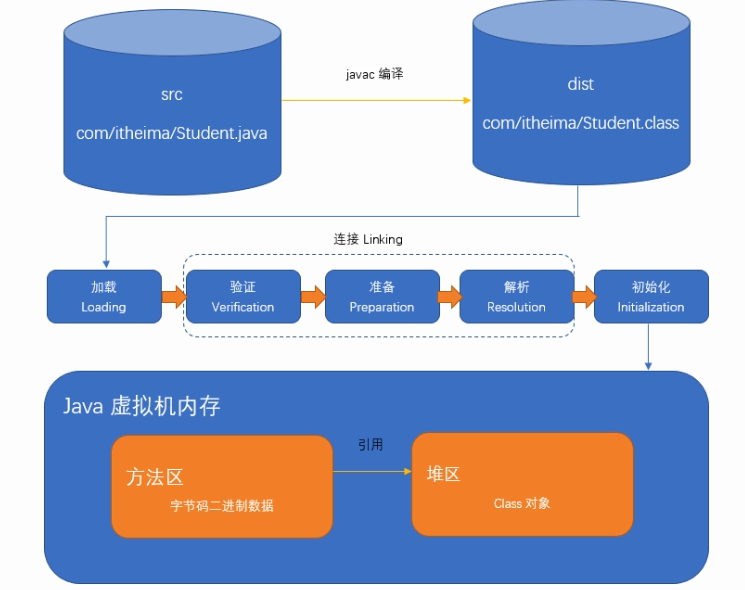 src
com/itheima/Student.java
javac 编译
dist
com/itheima/Student.class
连接 Linking
加载
Loading
验证
Verification
准备
Preparation
解析
Resolution
初始化
Initialization
Java 虚拟机内存
方法区
字节码二进制数据
引用
堆区
Class 对象